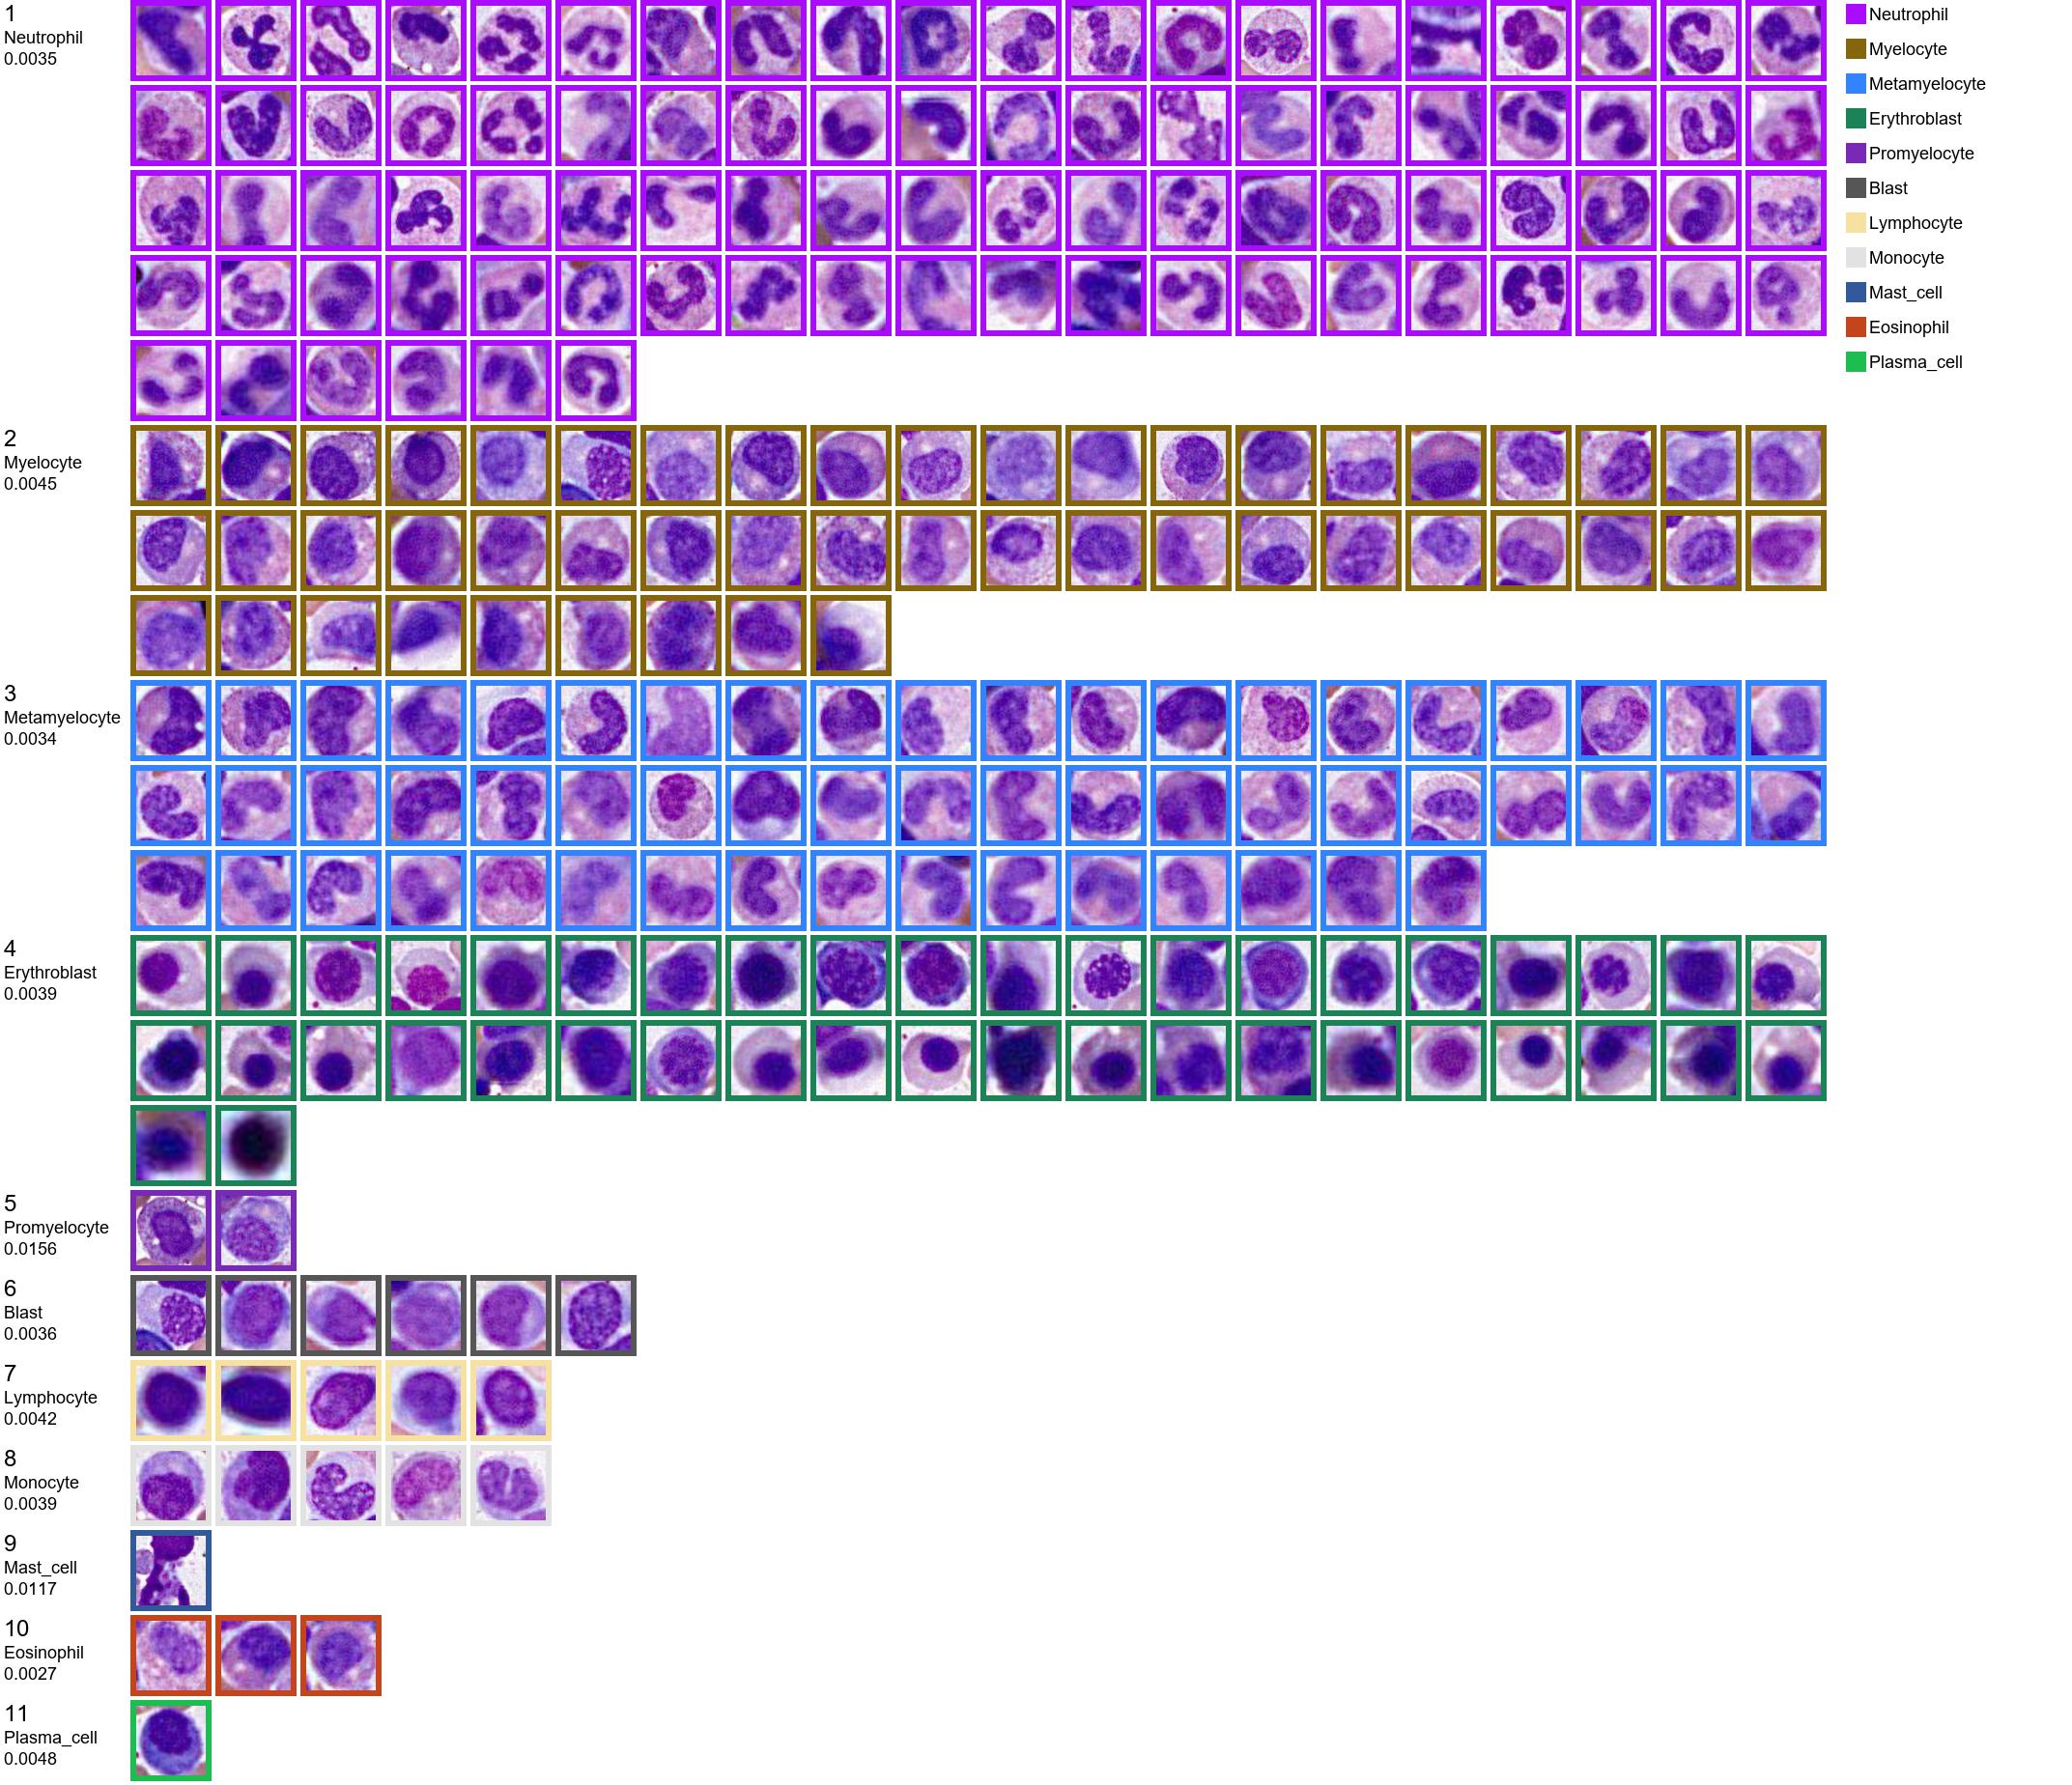 1
Neutrophil
0.0035
2
Myelocyte
0.0045
3
Metamyelocyte
0.0034
4
Erythroblast
0.0039
5
Promyelocyte
0.0156
6
Blast
0.0036
7
Lymphocyte
0.0042
8
Monocyte
0.0039
9
Mast_cell
0.0117
10
Eosinophil
0.0027
11
Plasma_cell
0.0048
Neutrophil
Myelocyte
Metamyelocyte
Erythroblast
Promyelocyte
Blast
Lymphocyte
Monocyte
Mast_cell
Eosinophil
Plasma_cell